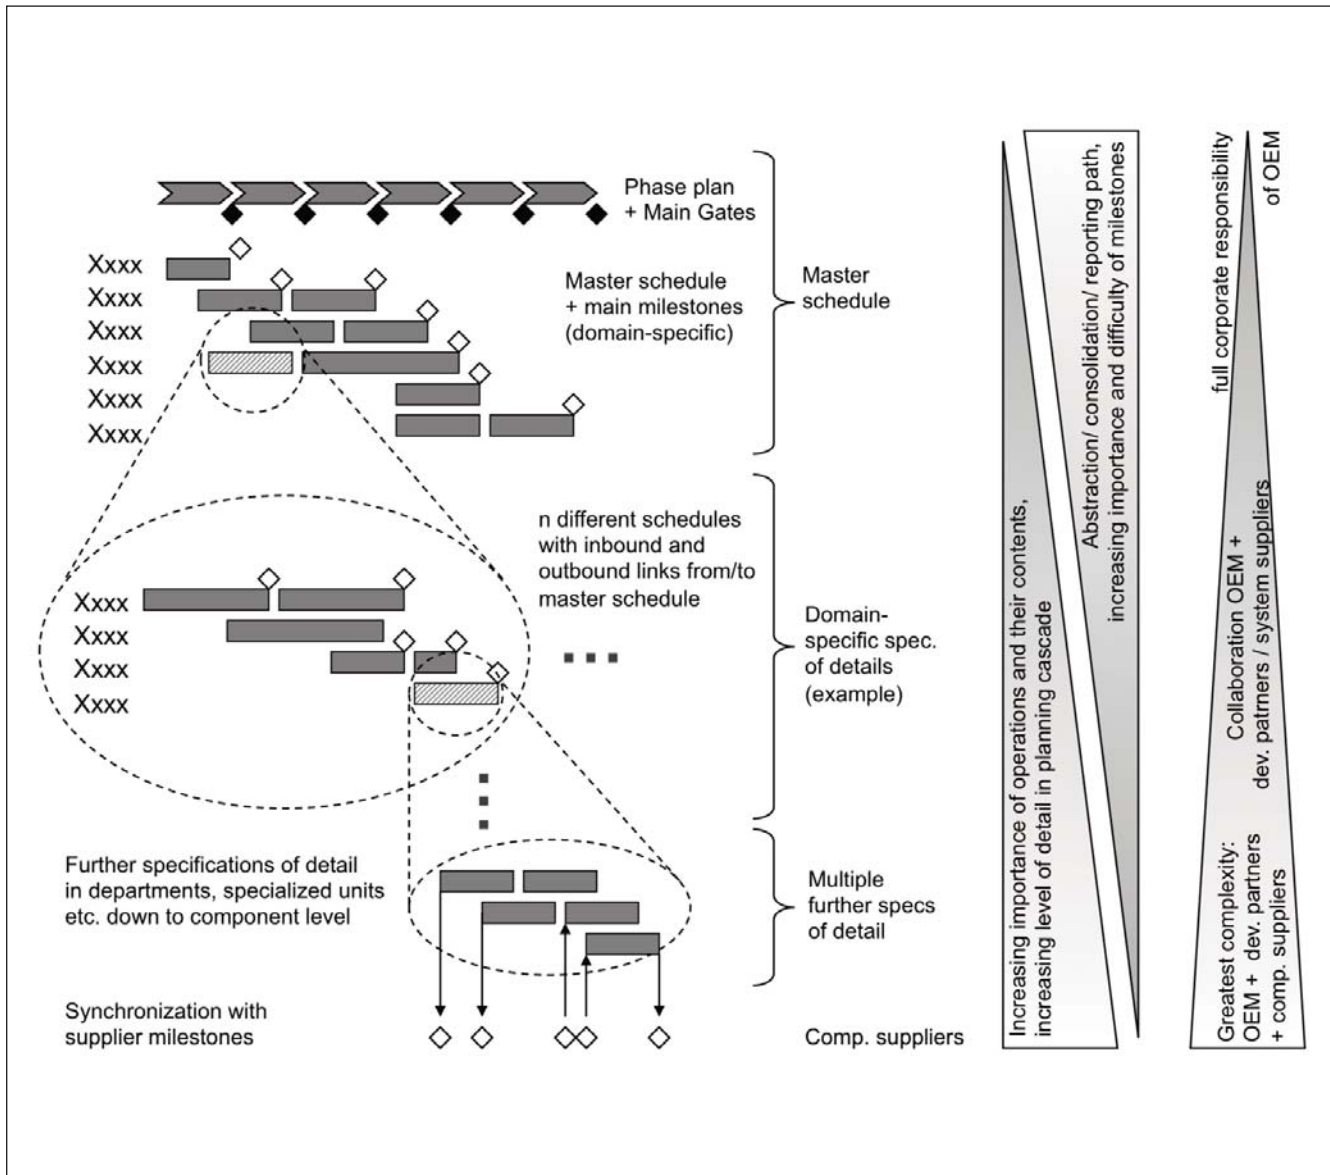 Phase plan
+ Main Gates
Xxxx
Xxxx
Xxxx
Xxxx
Xxxx
Xxxx
Master schedule
+ main milestones
(domain-specific)
Master
schedule
n different schedules
with inbound and
outbound links from/to
master schedule
Xxxx
Xxxx
Xxxx
Xxxx
Domain-
specific spec.
of details
(example)
Further specifications of detail
in departments, specialized units
etc. down to component level
Multiple
further specs
of detail
Synchronization with
supplier milestones
Comp. suppliers
Increasing importance of operations and their contents,
increasing level of detail in planning cascade
Abstraction/ consolidation/ reporting path,
increasing importance and difficulty of milestones
full corporate responsibility
of OEM
Collaboration OEM +
dev. patrners / system suppliers
Greatest complexity:
OEM + dev. partners
+ comp. suppliers